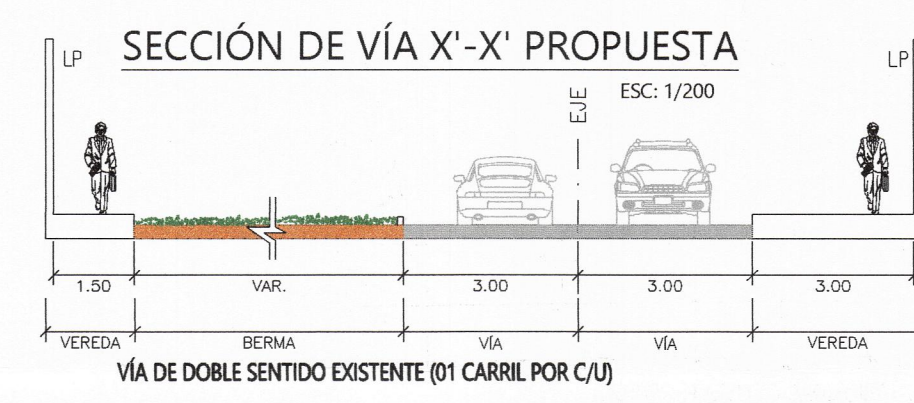 SECCIÓN DE VÍA X'-X' PROPUESTA
LP
LP
EJE
ESC: 1/200
1.50 VAR. 3.00 3.00 3.00
VEREDA BERMA VÍA VÍA VEREDA
VÍA DE DOBLE SENTIDO EXISTENTE (01 CARRIL POR C/U)